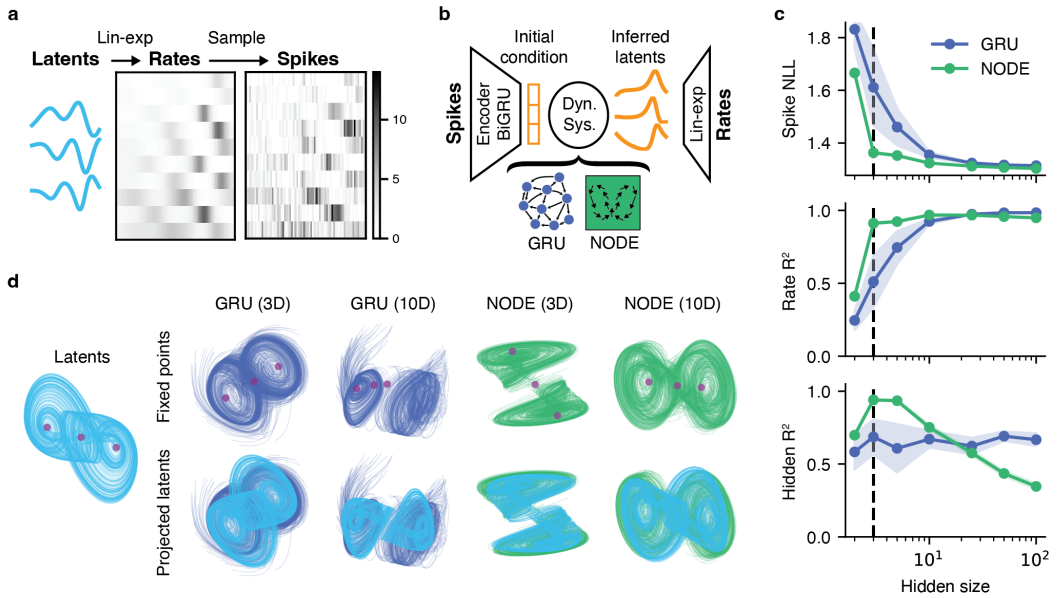 a
Lin-exp
Sample
Latents
Rates
Spikes
10
5
0
b
Initial
condition
Inferred
latents
Spikes
Encoder
BiGRU
Dyn.
Sys.
Lin-exp
Rates
GRU
NODE
c
GRU
NODE
Spike NLL
1.8
1.6
1.4
Rate R²
1.0
0.5
0.0
Hidden R²
1.0
0.5
0.0
10¹
10²
Hidden size
d
Latents
GRU (3D)
GRU (10D)
NODE (3D)
NODE (10D)
Fixed points
Projected latents